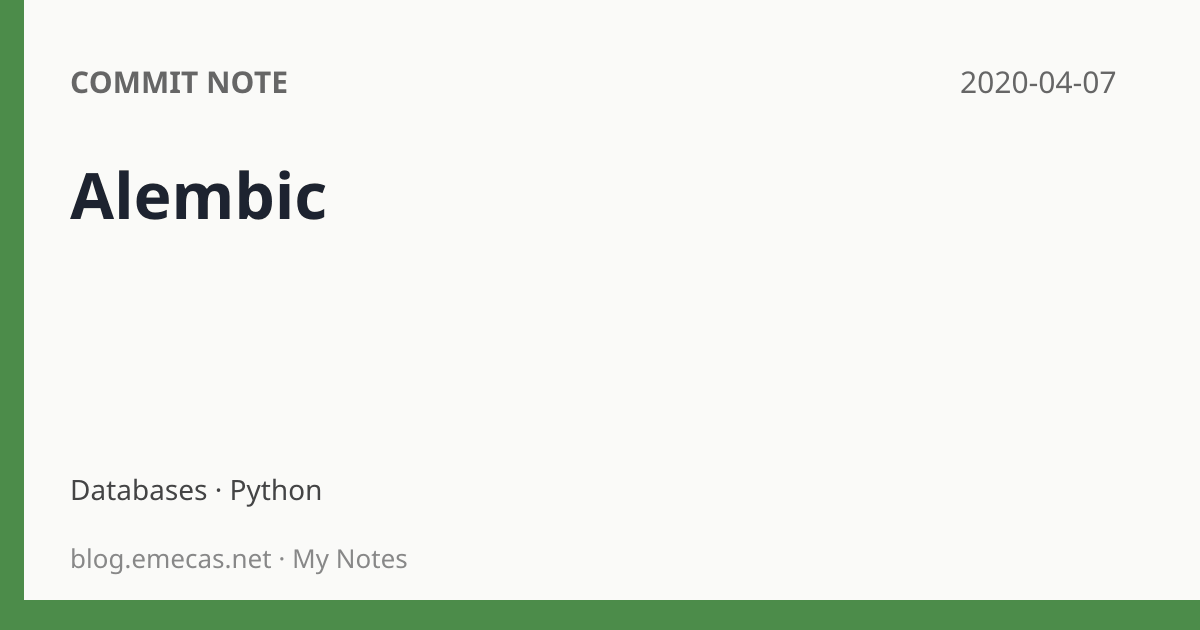 COMMIT NOTE
2020-04-07
Alembic
Databases · Python
blog.emecas.net · My Notes